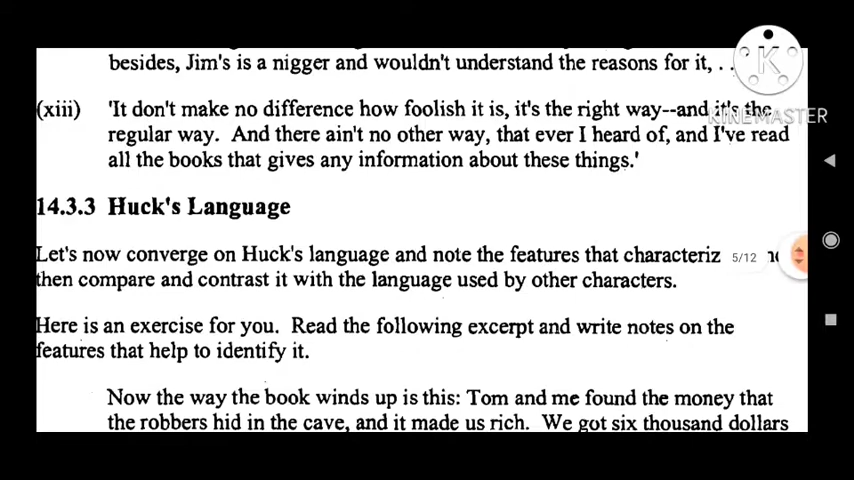 besides, Jim's is a nigger and wouldn't understand the reasons for it, . .
K
KINEMASTER
(xiii) 'It don't make no difference how foolish it is, it's the right way--and it's the
regular way. And there ain't no other way, that ever I heard of, and I've read
all the books that gives any information about these things.'
14.3.3 Huck's Language
Let's now converge on Huck's language and note the features that characteriz
5/12
then compare and contrast it with the language used by other characters.
Here is an exercise for you. Read the following excerpt and write notes on the
features that help to identify it.
Now the way the book winds up is this: Tom and me found the money that
the robbers hid in the cave, and it made us rich. We got six thousand dollars